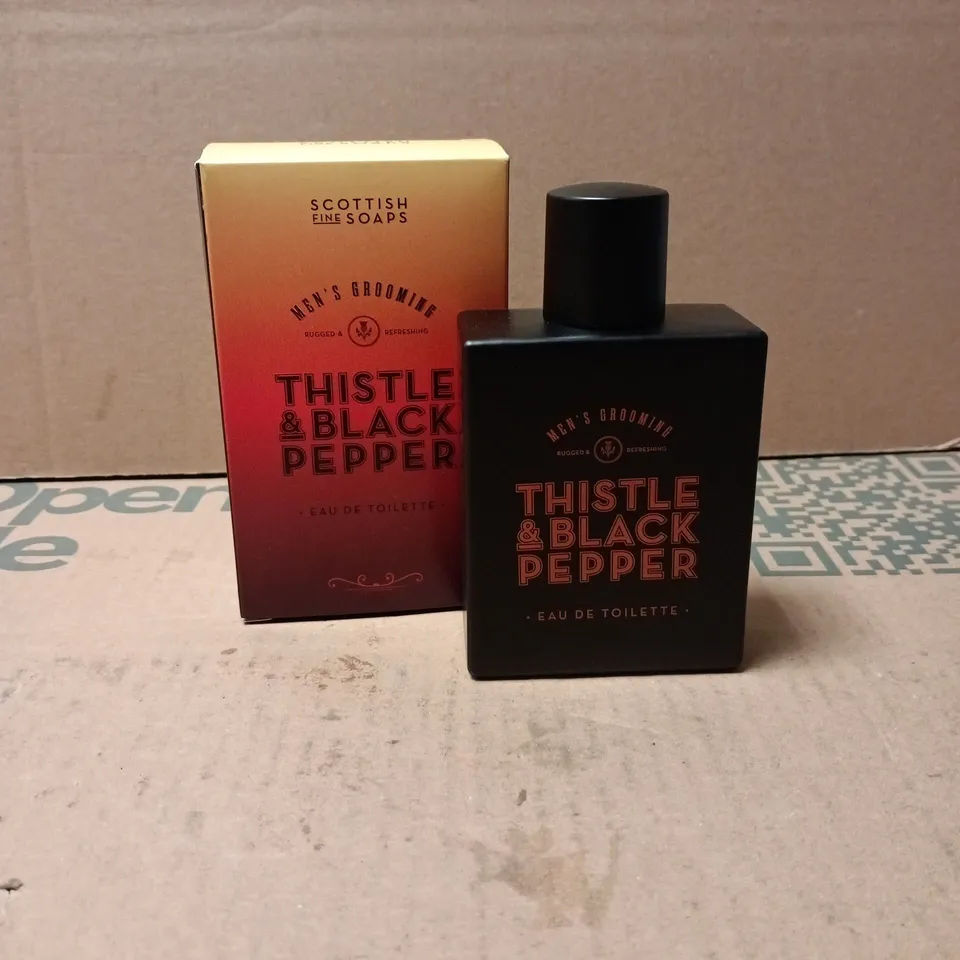 SCOTTISH
FINE SOAPS
MEN'S GROOMING
RUGGED & REFRESHING
THISTLE
& BLACK
PEPPER
· EAU DE TOILETTE ·
MEN'S GROOMING
RUGGED & REFRESHING
THISTLE
& BLACK
PEPPER
· EAU DE TOILETTE ·
Open